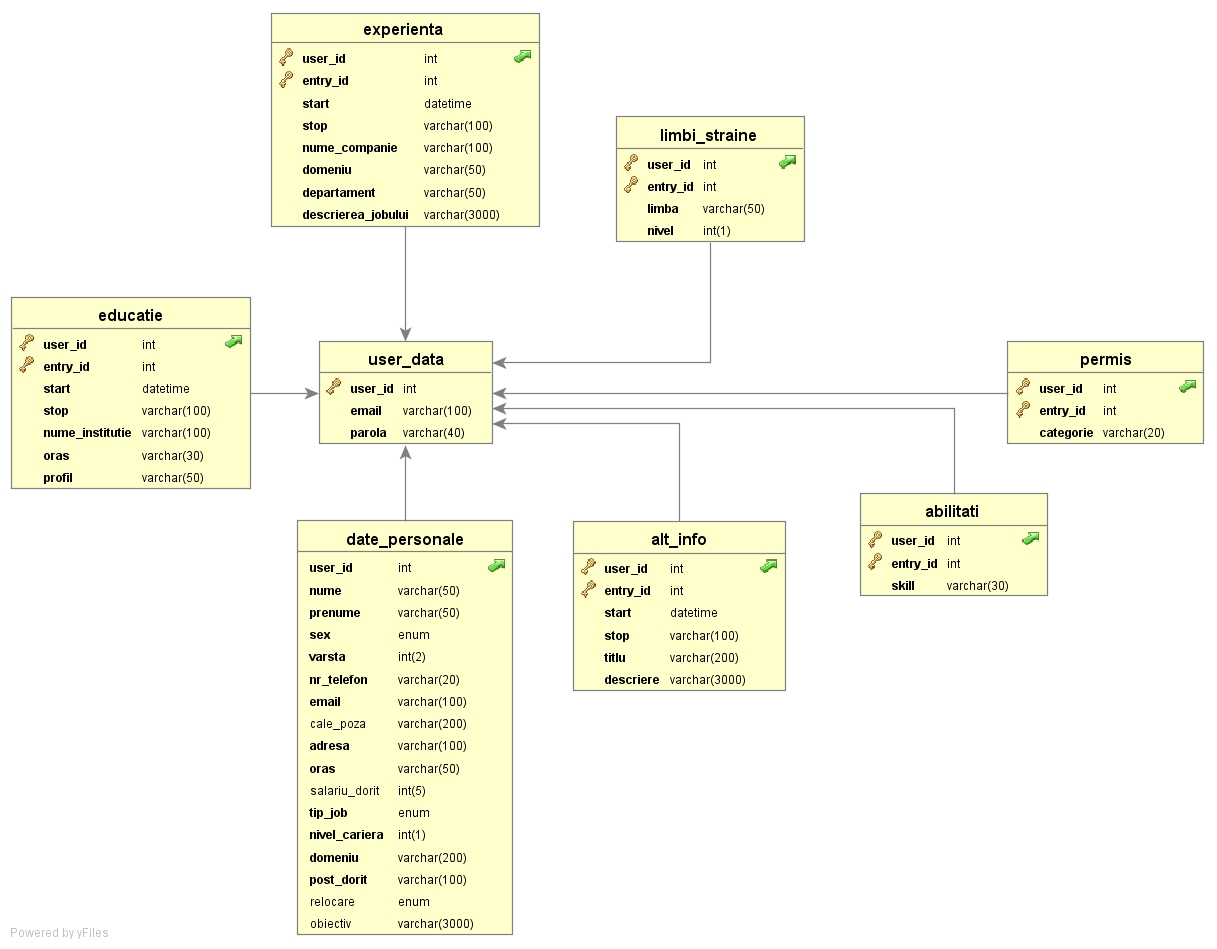 experienta
user_id int
entry_id int
start datetime
stop varchar(100)
nume_companie varchar(100)
domeniu varchar(50)
departament varchar(50)
descrierea_jobului varchar(3000)
limbi_straine
user_id int
entry_id int
limba varchar(50)
nivel int(1)
educatie
user_id int
entry_id int
start datetime
stop varchar(100)
nume_institutie varchar(100)
oras varchar(30)
profil varchar(50)
user_data
user_id int
email varchar(100)
parola varchar(40)
permis
user_id int
entry_id int
categorie varchar(20)
abilitati
user_id int
entry_id int
skill varchar(30)
date_personale
user_id int
nume varchar(50)
prenume varchar(50)
sex enum
varsta int(2)
nr_telefon varchar(20)
email varchar(100)
cale_poza varchar(200)
adresa varchar(100)
oras varchar(50)
salariu_dorit int(5)
tip_job enum
nivel_cariera int(1)
domeniu varchar(200)
post_dorit varchar(100)
relocare enum
obiectiv varchar(3000)
alt_info
user_id int
entry_id int
start datetime
stop varchar(100)
titlu varchar(200)
descriere varchar(3000)
Powered by yFiles